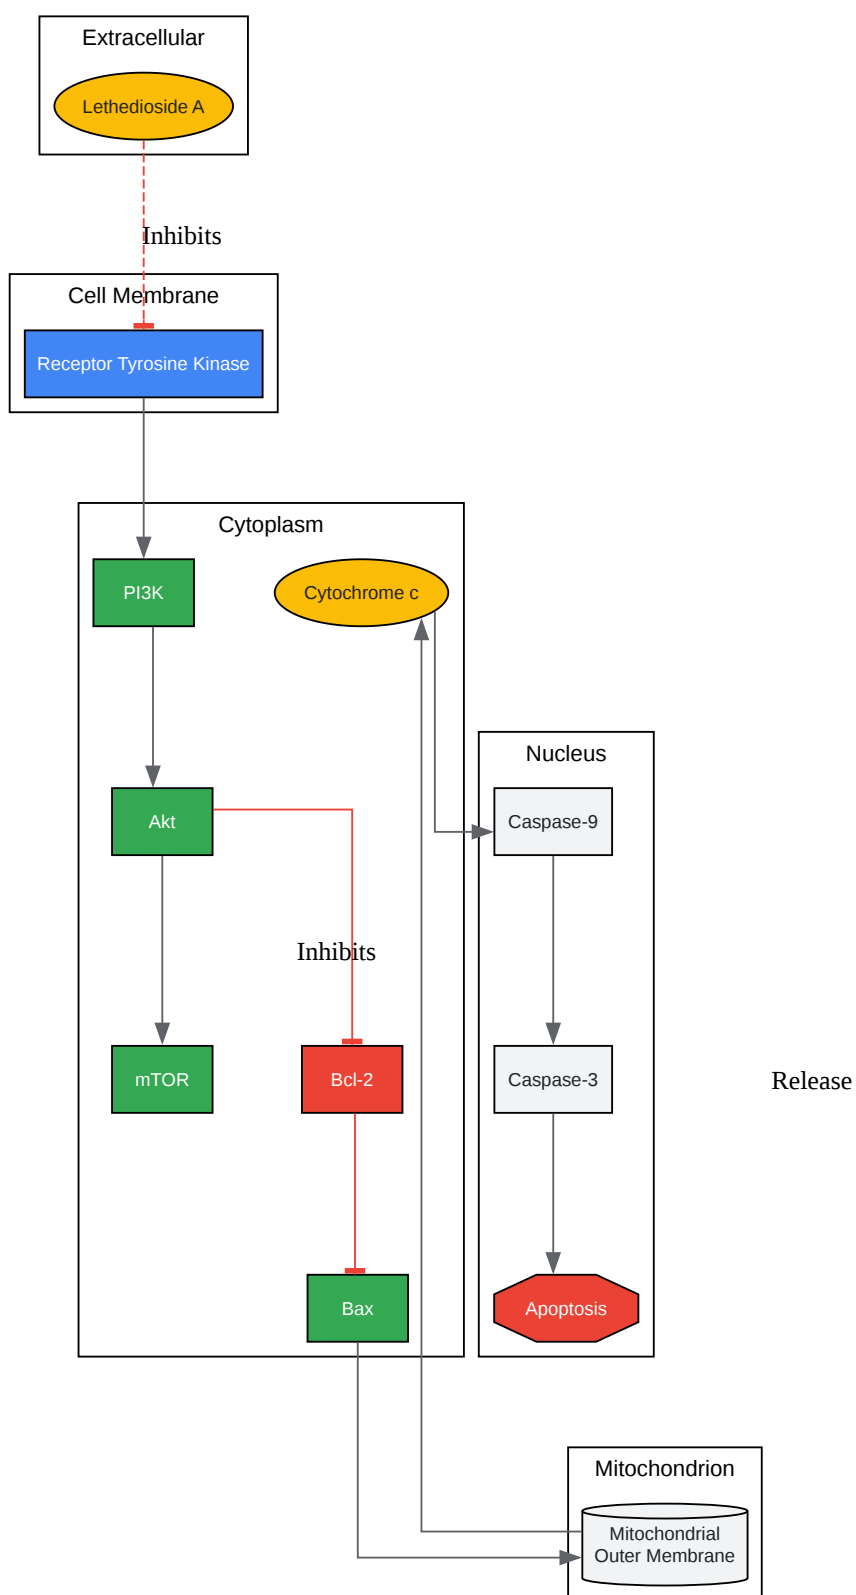 Extracellular
Lethedioside A
Inhibits
Cell Membrane
Receptor Tyrosine Kinase
Cytoplasm
PI3K
Cytochrome c
Nucleus
Akt
Caspase-9
Inhibits
mTOR
Bcl-2
Caspase-3
Release
Bax
Apoptosis
Mitochondrion
Mitochondrial
Outer Membrane